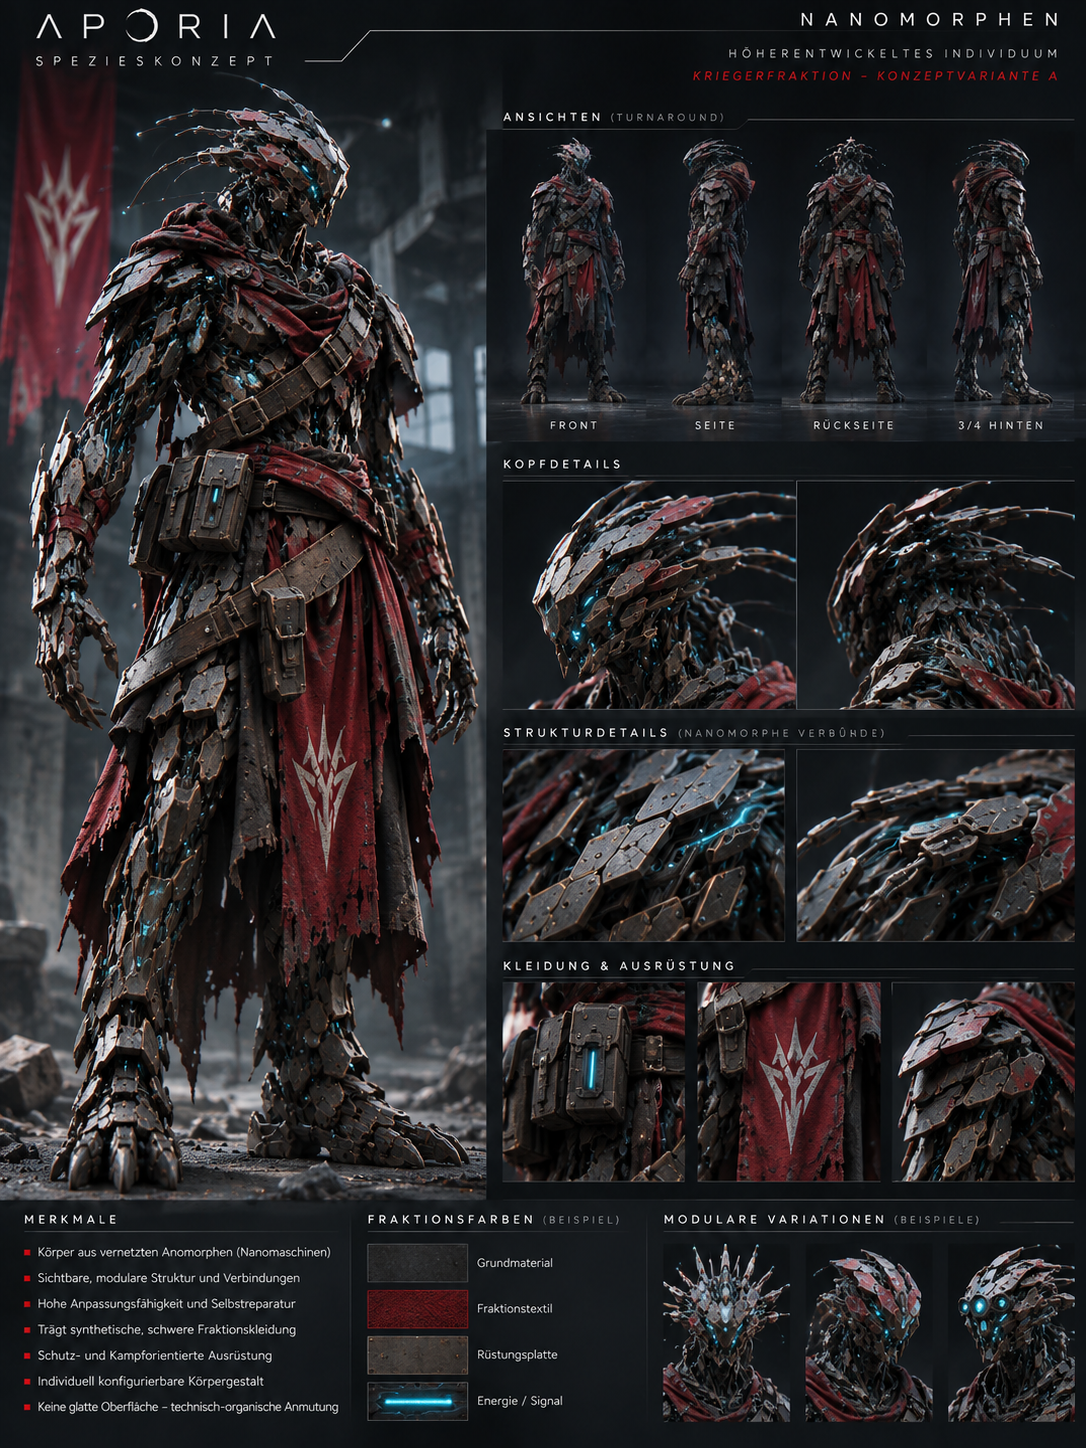 APORIA
SPEZIESKONZEPT
NANOMORPHEN
HÖHERENTWICKELTES INDIVIDUUM
KRIEGERFRAKTION – KONZEPTVARIANTE A
ANSICHTEN (TURNAROUND)
FRONT
SEITE
RÜCKSEITE
3/4 HINTEN
KOPFDETAILS
STRUKTURDETAILS (NANOMORPHE VERBÜNDE)
KLEIDUNG & AUSRÜSTUNG
MERKMALE
Körper aus vernetzten Anomorphen (Nanomaschinen)
Sichtbare, modulare Struktur und Verbindungen
Hohe Anpassungsfähigkeit und Selbstreparatur
Trägt synthetische, schwere Fraktionskleidung
Schutz- und Kampforientierte Ausrüstung
Individuell konfigurierbare Körpergestalt
Keine glatte Oberfläche – technisch-organische Anmutung
FRAKTIONSFARBEN (BEISPIEL)
Grundmaterial
Fraktionstextil
Rüstungsplatte
Energie / Signal
MODULARE VARIATIONEN (BEISPIELE)